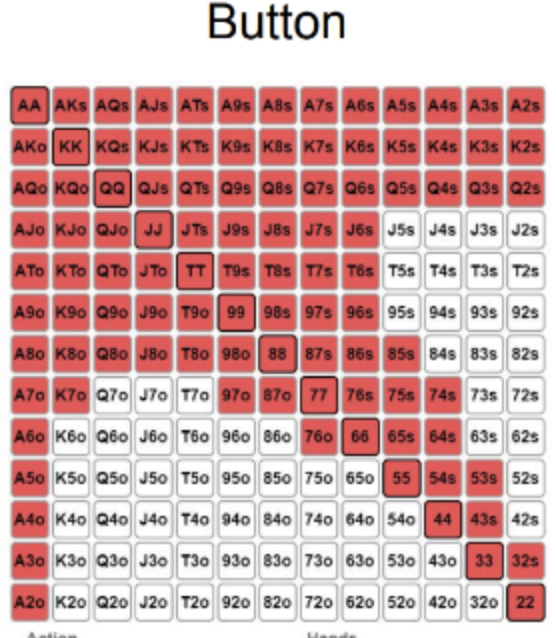 Button
AA AKs AQs AJs ATs A9s A8s A7s A6s A5s A4s A3s A2s
AKo KK KQs KJs KTs K9s K8s K7s K6s K5s K4s K3s K2s
AQo KQo QQ QJs QTs Q9s Q8s Q7s Q6s Q5s Q4s Q3s Q2s
AJo KJo QJo JJ JTs J9s J8s J7s J6s J5s J4s J3s J2s
ATo KTo QTo JTo TT T9s T8s T7s T6s T5s T4s T3s T2s
A9o K9o Q9o J9o T9o 99 98s 97s 96s 95s 94s 93s 92s
A8o K8o Q8o J8o T8o 98o 88 87s 86s 85s 84s 83s 82s
A7o K7o Q7o J7o T7o 97o 87o 77 76s 75s 74s 73s 72s
A6o K6o Q6o J6o T6o 96o 86o 76o 66 65s 64s 63s 62s
A5o K5o Q5o J5o T5o 95o 85o 75o 65o 55 54s 53s 52s
A4o K4o Q4o J4o T4o 94o 84o 74o 64o 54o 44 43s 42s
A3o K3o Q3o J3o T3o 93o 83o 73o 63o 53o 43o 33 32s
A2o K2o Q2o J2o T2o 92o 82o 72o 62o 52o 42o 32o 22
Action Hands